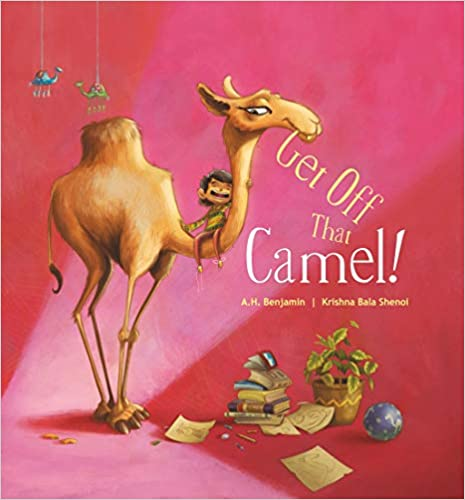 Get Off
That
Camel!
A.H. Benjamin | Krishna Bala Shenoi